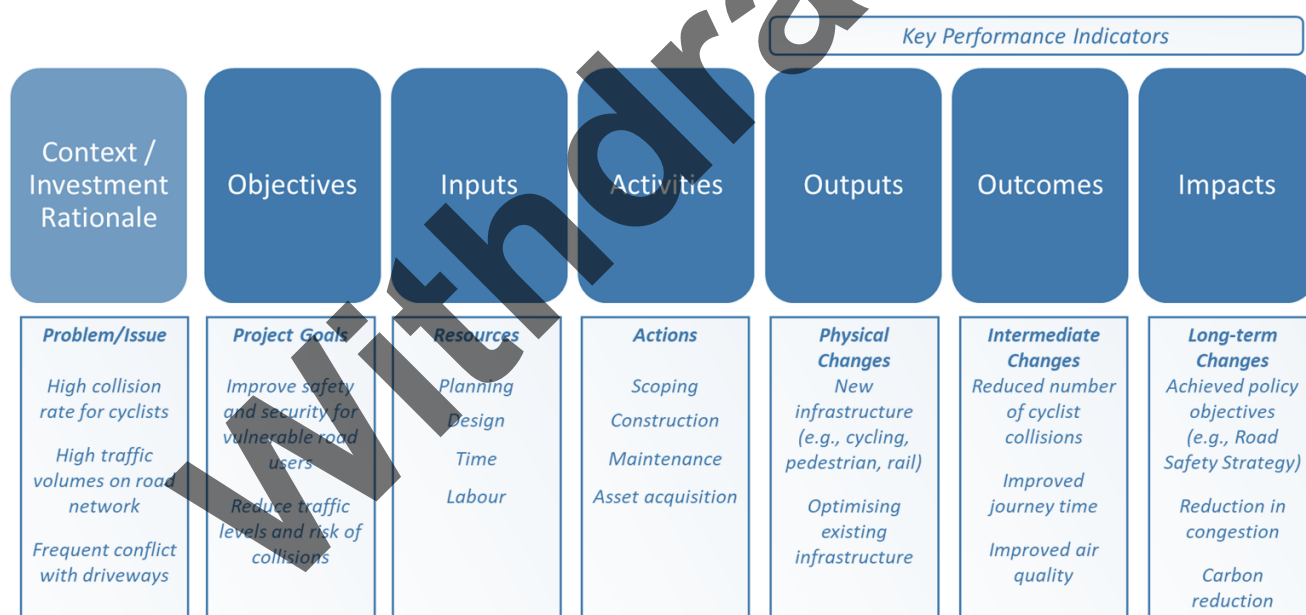 Key Performance Indicators
Context /
Investment
Rationale
Objectives
Inputs
Activities
Outputs
Outcomes
Impacts
Problem/Issue
High collision
rate for cyclists
High traffic
volumes on road
network
Frequent conflict
with driveways
Project Goals
Improve safety
and security for
vulnerable road
users
Reduce traffic
levels and risk of
collisions
Resources
Planning
Design
Time
Labour
Actions
Scoping
Construction
Maintenance
Asset acquisition
Physical
Changes
New
infrastructure
(e.g., cycling,
pedestrian, rail)
Optimising
existing
infrastructure
Intermediate
Changes
Reduced number
of cyclist
collisions
Improved
journey time
Improved air
quality
Long-term
Changes
Achieved policy
objectives
(e.g., Road
Safety Strategy)
Reduction in
congestion
Carbon
reduction
Withdra